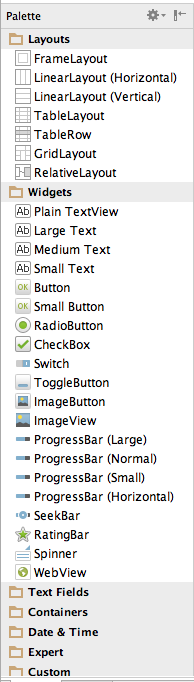 Palette
Layouts
FrameLayout
LinearLayout (Horizontal)
LinearLayout (Vertical)
TableLayout
TableRow
GridLayout
RelativeLayout
Widgets
Ab Plain TextView
Ab Large Text
Ab Medium Text
Ab Small Text
OK Button
OK Small Button
RadioButton
CheckBox
Switch
ToggleButton
ImageButton
ImageView
ProgressBar (Large)
ProgressBar (Normal)
ProgressBar (Small)
ProgressBar (Horizontal)
SeekBar
RatingBar
Spinner
WebView
Text Fields
Containers
Date & Time
Expert
Custom